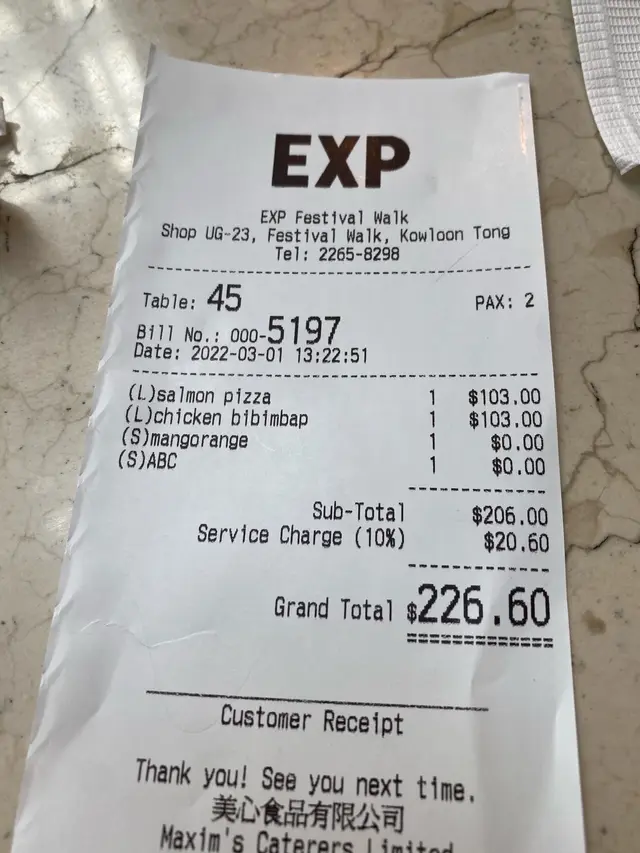 EXP
EXP Festival Walk
Shop UG-23, Festival Walk, Kowloon Tong
Tel: 2265-8298
Table: 45 PAX: 2
Bill No.: 000-5197
Date: 2022-03-01 13:22:51
(L)salmon pizza 1 $103.00
(L)chicken bibimbap 1 $103.00
(S)mangorange 1 $0.00
(S)ABC 1 $0.00
Sub-Total $206.00
Service Charge (10%) $20.60
Grand Total $226.60
Customer Receipt
Thank you! See you next time.
美心食品有限公司
Maxim's Caterers Limited